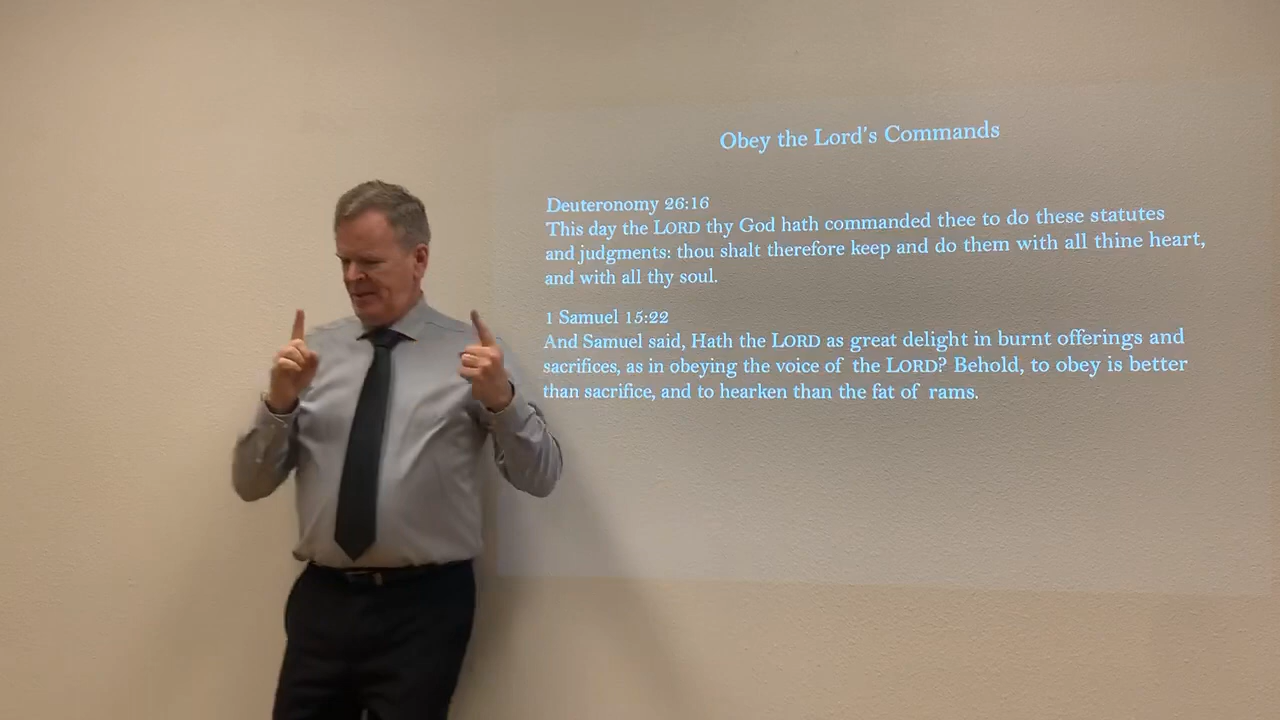 Obey the Lord's Commands
Deuteronomy 26:16
This day the LORD thy God hath commanded thee to do these statutes
and judgments: thou shalt therefore keep and do them with all thine heart,
and with all thy soul.
1 Samuel 15:22
And Samuel said, Hath the LORD as great delight in burnt offerings and
sacrifices, as in obeying the voice of the LORD? Behold, to obey is better
than sacrifice, and to hearken than the fat of rams.